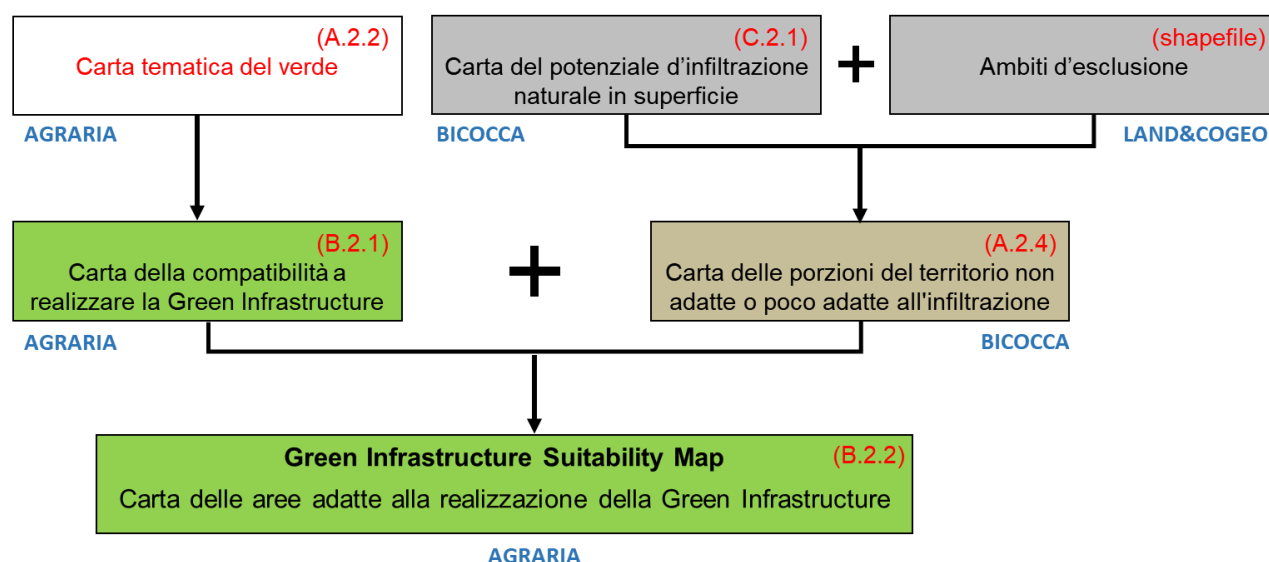 (A.2.2)
Carta tematica del verde
AGRARIA
(C.2.1)
Carta del potenziale d’infiltrazione
naturale in superficie
BICOCCA
+
(shapefile)
Ambiti d’esclusione
LAND&COGEO
(B.2.1)
Carta della compatibilità a
realizzare la Green Infrastructure
AGRARIA
+
(A.2.4)
Carta delle porzioni del territorio non
adatte o poco adatte all'infiltrazione
BICOCCA
Green Infrastructure Suitability Map
(B.2.2)
Carta delle aree adatte alla realizzazione della Green Infrastructure
AGRARIA